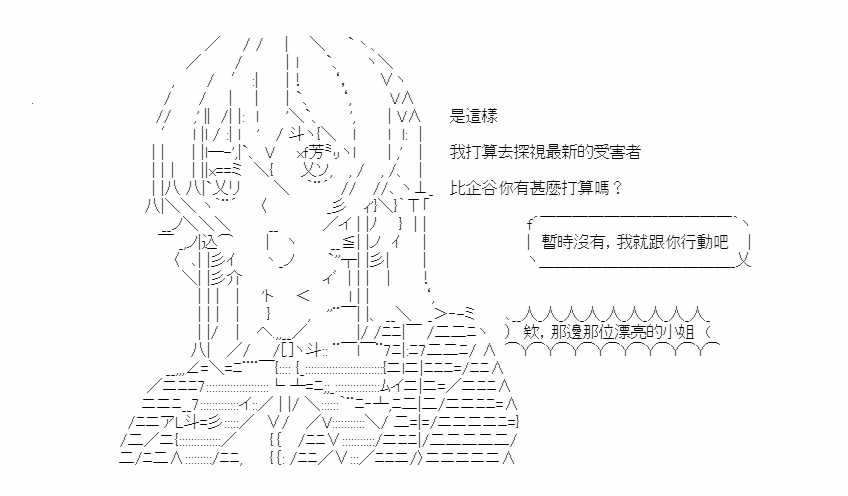 是這樣
我打算去探視最新的受害者
比企谷你有甚麼打算嗎？
暫時沒有，我就跟你行動吧
欸，那邊那位漂亮的小姐